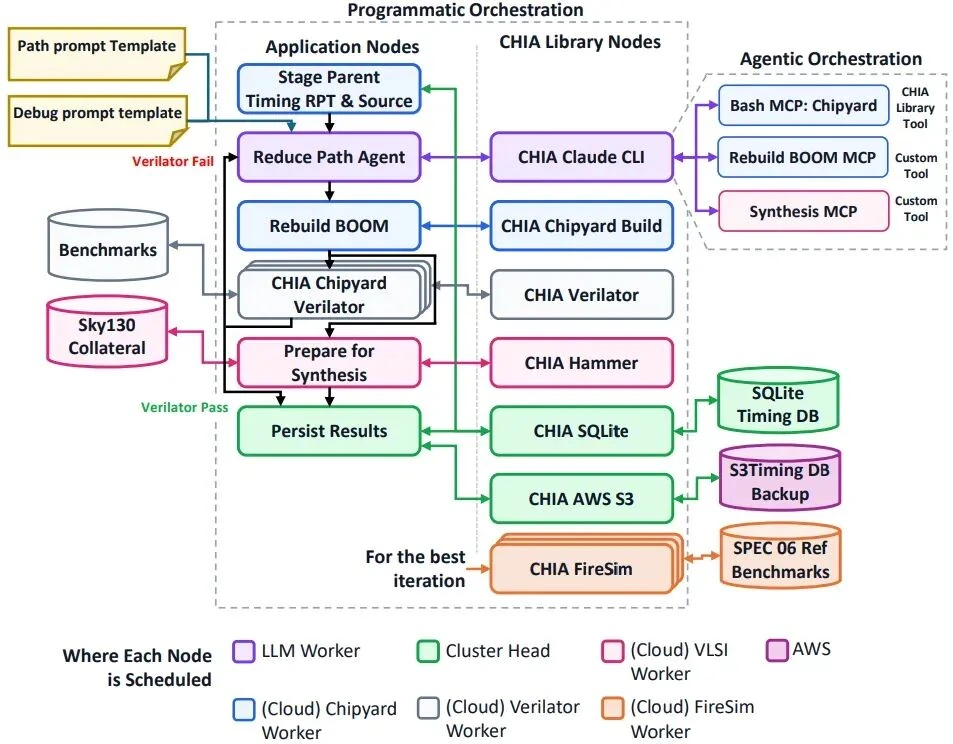 Programmatic Orchestration
Path prompt Template
Debug prompt template
Application Nodes
CHIA Library Nodes
Agentic Orchestration
Stage Parent
Timing RPT & Source
Bash MCP: Chipyard
CHIA
Library
Tool
Verilator Fail
Reduce Path Agent
CHIA Claude CLI
Rebuild BOOM MCP
Custom
Tool
Synthesis MCP
Custom
Tool
Rebuild BOOM
CHIA Chipyard Build
Benchmarks
CHIA Chipyard
Verilator
CHIA Verilator
Sky130
Collateral
Prepare for
Synthesis
CHIA Hammer
Verilator Pass
Persist Results
CHIA SQLite
SQLite
Timing DB
CHIA AWS S3
S3Timing DB
Backup
For the best
iteration
CHIA FireSim
SPEC 06 Ref
Benchmarks
Where Each Node
is Scheduled
LLM Worker
Cluster Head
(Cloud) VLSI
Worker
AWS
(Cloud) Chipyard
Worker
(Cloud) Verilator
Worker
(Cloud) FireSim
Worker